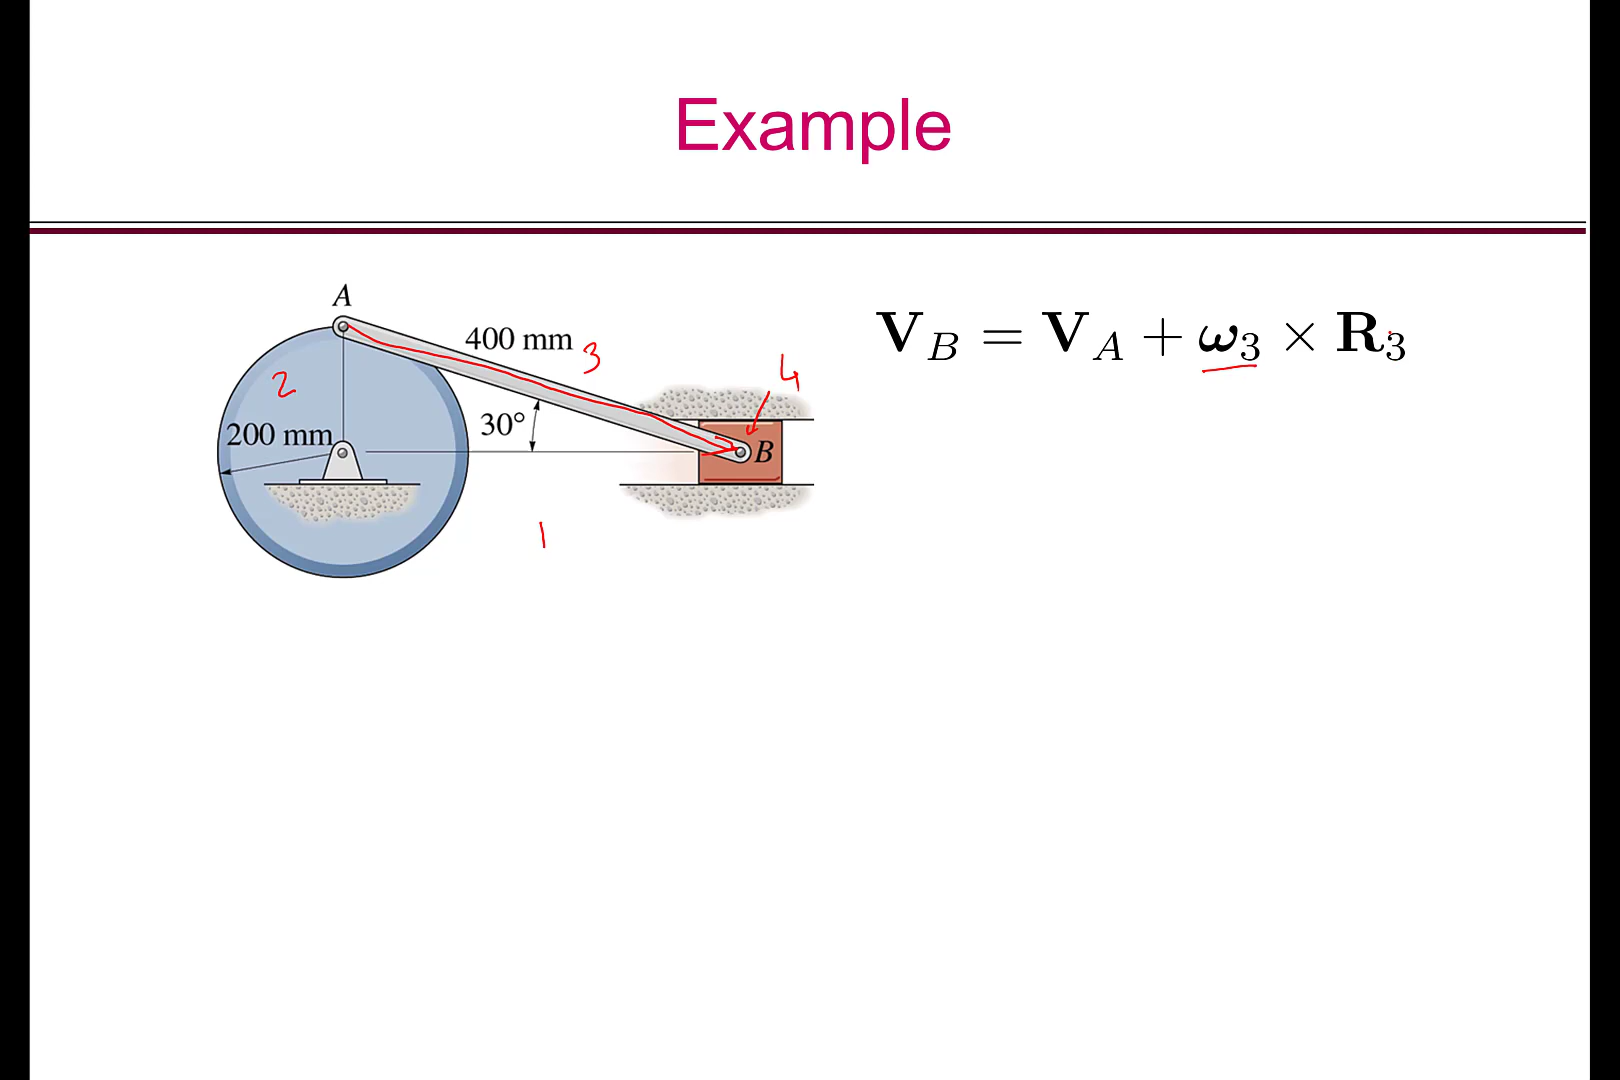 Example
A
400 mm
3
4
2
200 mm
30°
B
1
𝐕_B = 𝐕_A + 𝛚_3 × 𝐑_3